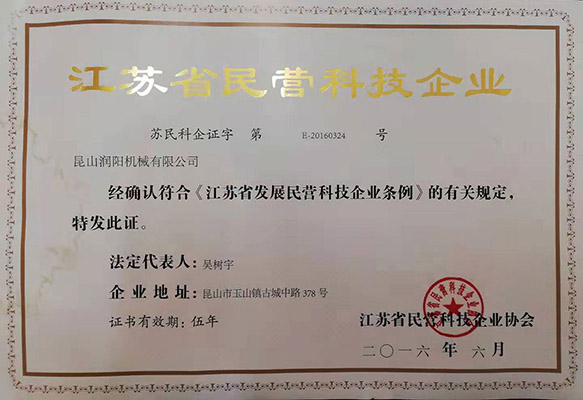 江苏省民营科技企业
苏民科企证字 第 E-20160324 号
昆山润阳机械有限公司
经确认符合《江苏省发展民营科技企业条例》的有关规定，
特发此证。
法定代表人：吴树宇
企业地址：昆山市玉山镇古城中路 378 号
证书有效期：伍年
江苏省民营科技企业协会
二〇一六 年 六 月